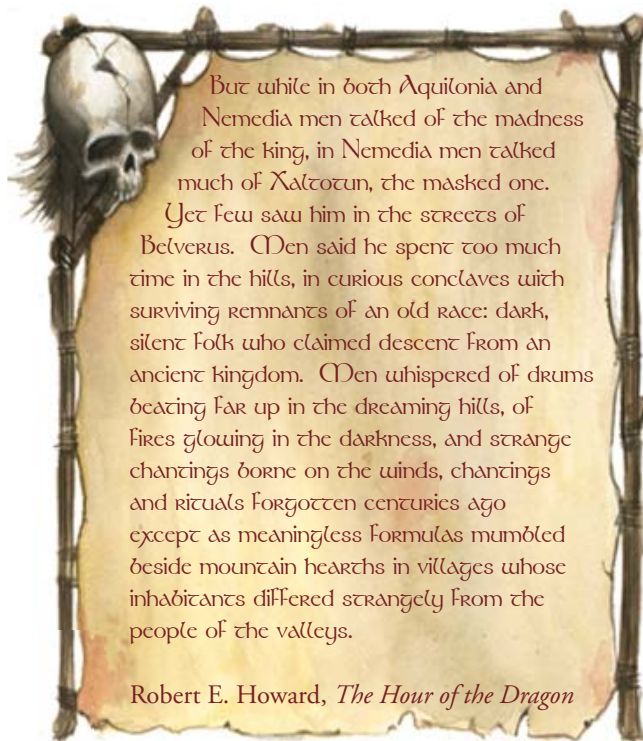 But while in both Aquilonia and
Nemedia men talked of the madness
of the king, in Nemedia men talked
much of Xaltotun, the masked one.
Yet few saw him in the streets of
Belverus.  Men said he spent too much
time in the hills, in curious conclaves with
surviving remnants of an old race: dark,
silent folk who claimed descent from an
ancient kingdom.  Men whispered of drums
beating far up in the dreaming hills, of
fires glowing in the darkness, and strange
chantings borne on the winds, chantings
and rituals forgotten centuries ago
except as meaningless formulas mumbled
beside mountain hearths in villages whose
inhabitants differed strangely from the
people of the valleys.
Robert E. Howard, The Hour of the Dragon